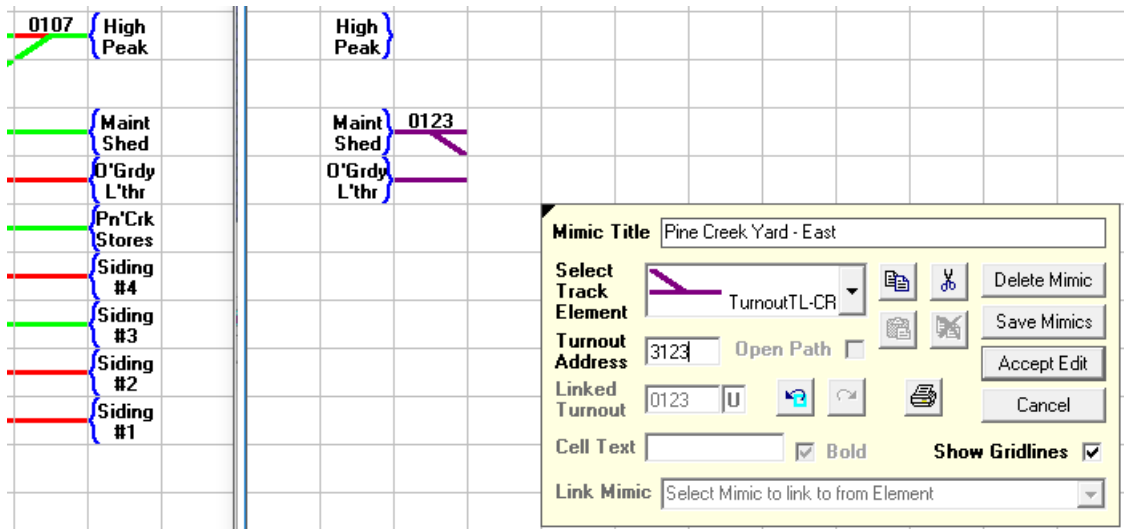 0107
High
Peak
Maint
Shed
O'Grdy
L'thr
Pn'Crk
Stores
Siding
#4
Siding
#3
Siding
#2
Siding
#1
High
Peak
Maint
Shed
0123
O'Grdy
L'thr
Mimic Title Pine Creek Yard - East
Select
Track
Element
TurnoutTL-CR
Delete Mimic
Save Mimics
Turnout
Address
3123
Open Path
Accept Edit
Linked
Turnout
0123 U
Cancel
Cell Text
Bold
Show Gridlines
Link Mimic Select Mimic to link to from Element